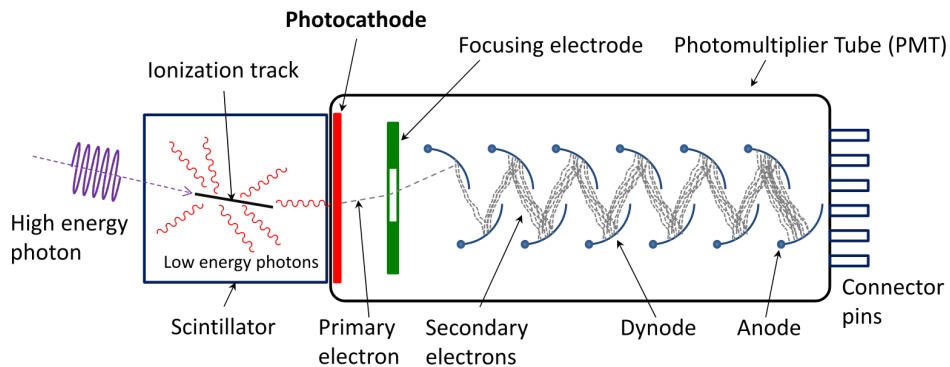 Photocathode
Focusing electrode
Photomultiplier Tube (PMT)
Ionization track
High energy
photon
Low energy photons
Scintillator
Primary
electron
Secondary
electrons
Dynode
Anode
Connector
pins